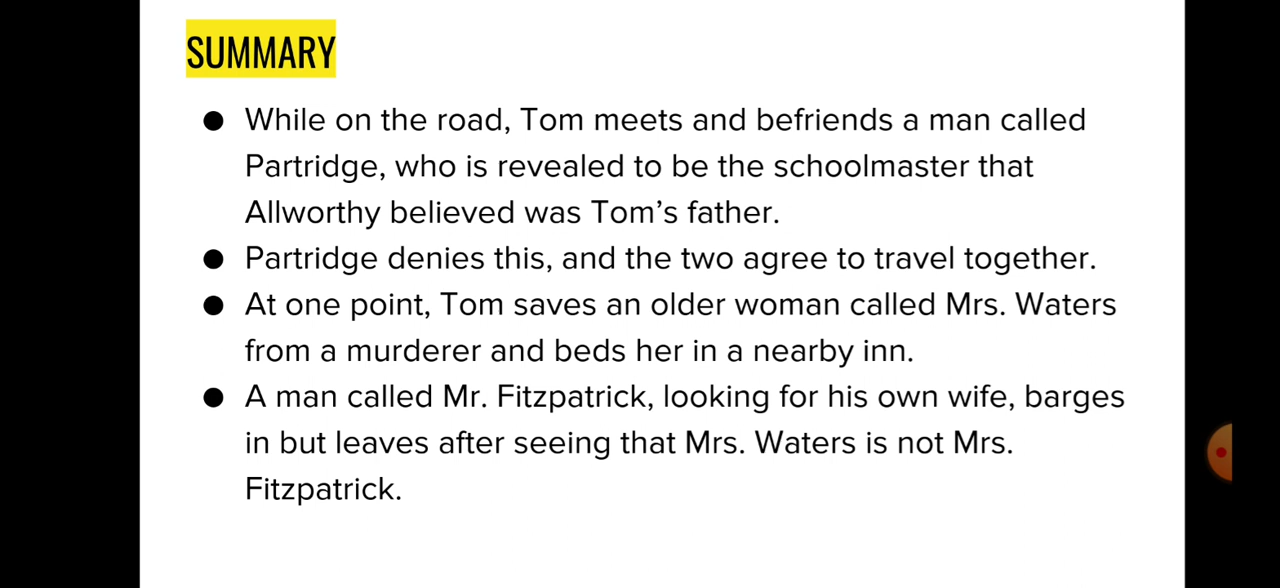 SUMMARY
● While on the road, Tom meets and befriends a man called
Partridge, who is revealed to be the schoolmaster that
Allworthy believed was Tom’s father.
● Partridge denies this, and the two agree to travel together.
● At one point, Tom saves an older woman called Mrs. Waters
from a murderer and beds her in a nearby inn.
● A man called Mr. Fitzpatrick, looking for his own wife, barges
in but leaves after seeing that Mrs. Waters is not Mrs.
Fitzpatrick.